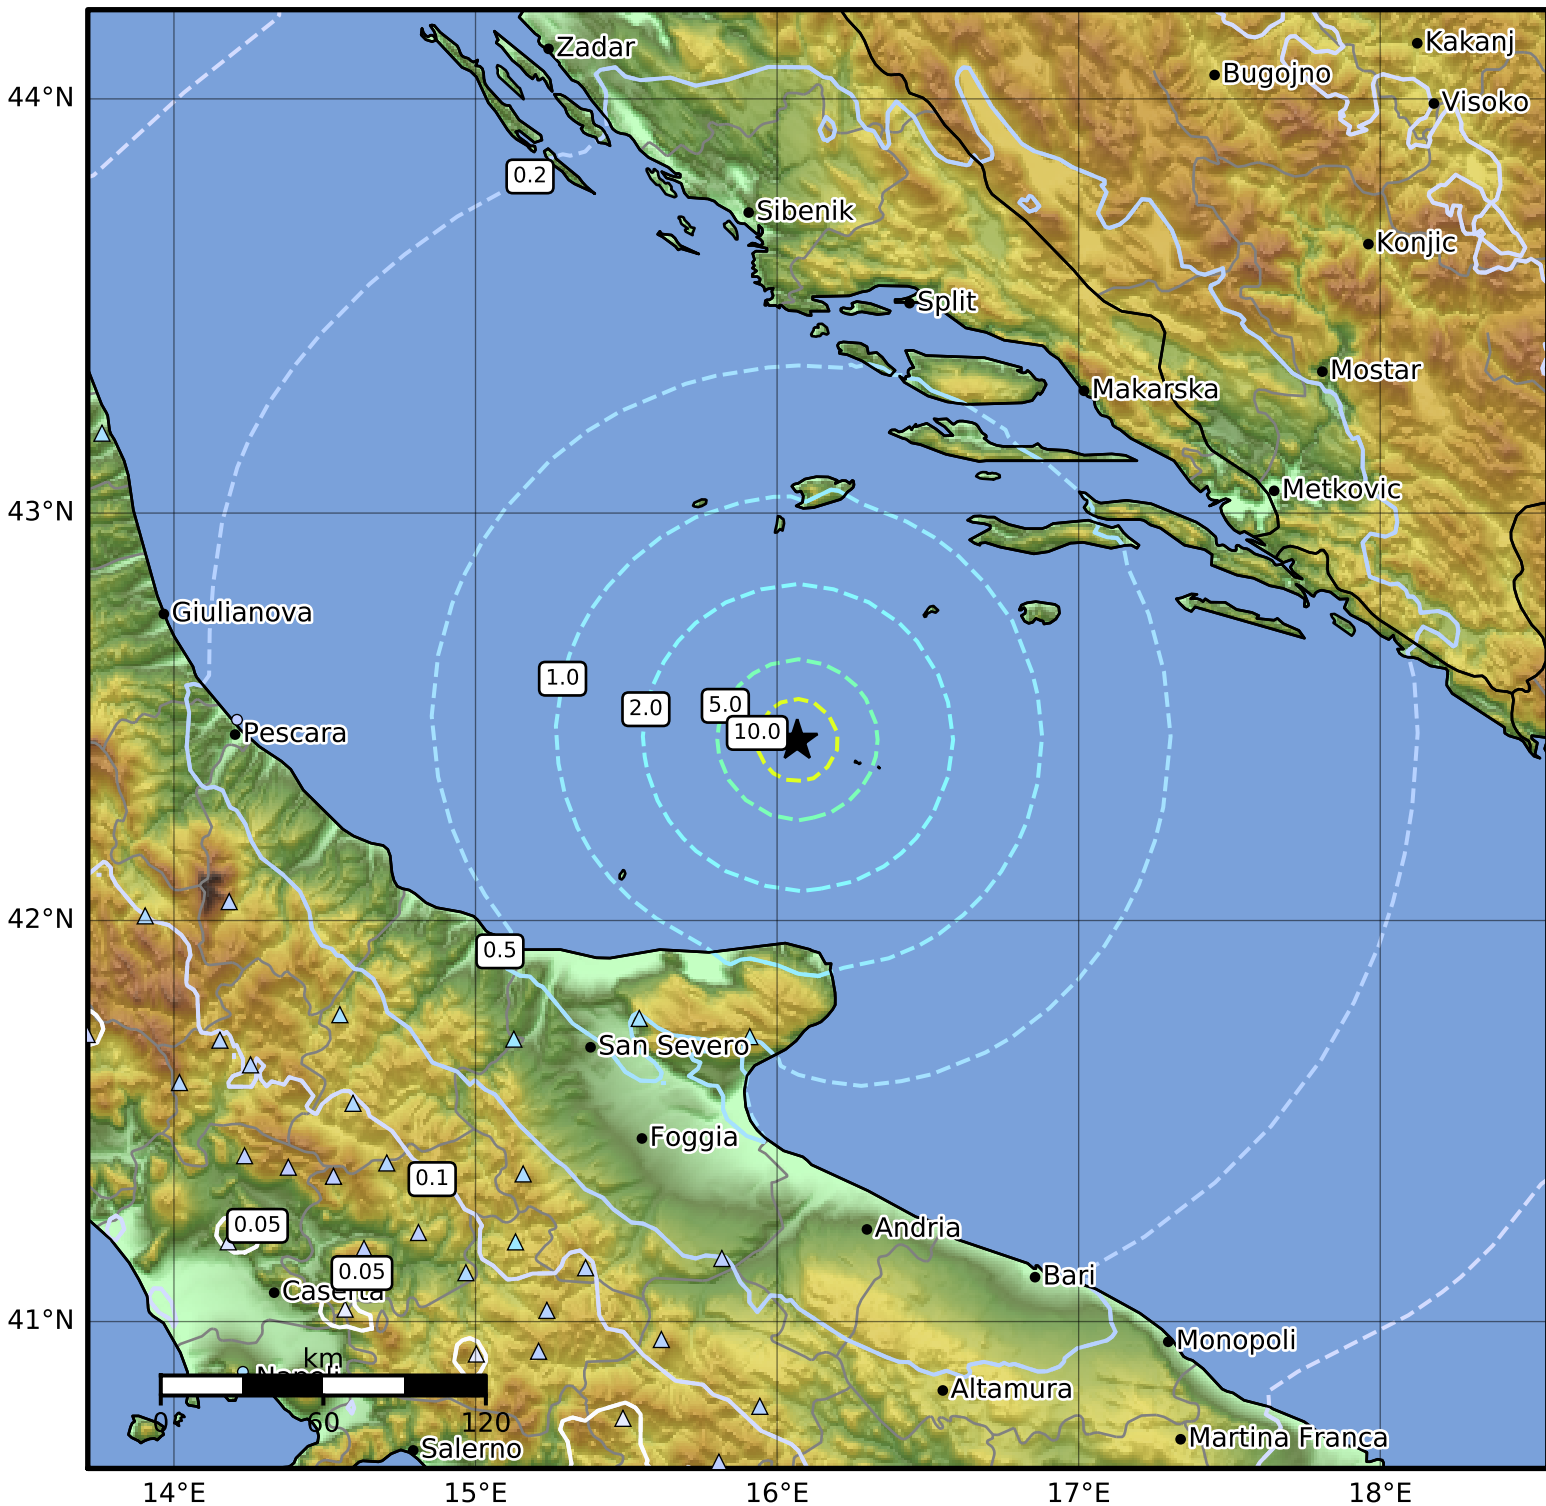 Zadar
Kakanj
Bugojno
44°N
Visoko
0.2
Sibenik
Konjic
Split
Mostar
Makarska
Metkovic
43°N
Giulianova
1.0
2.0
5.0
10.0
Pescara
42°N
0.5
San Severo
Foggia
0.1
0.05
Andria
0.05
Bari
Caserta
41°N
Monopoli
km
Napoli
Altamura
0 60 120
Martina Franca
Salerno
14°E 15°E 16°E 17°E 18°E